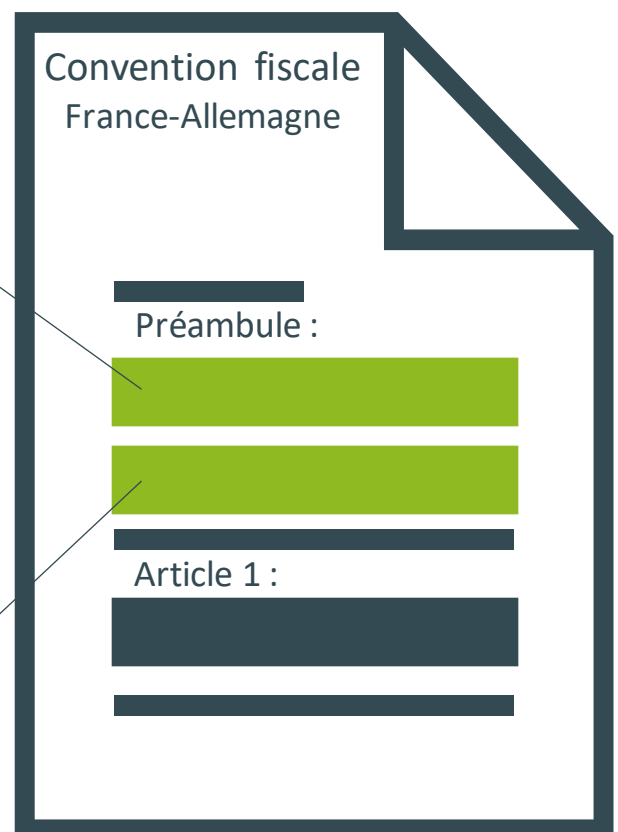 Convention fiscale
France-Allemagne
Préambule :
Article 1 :